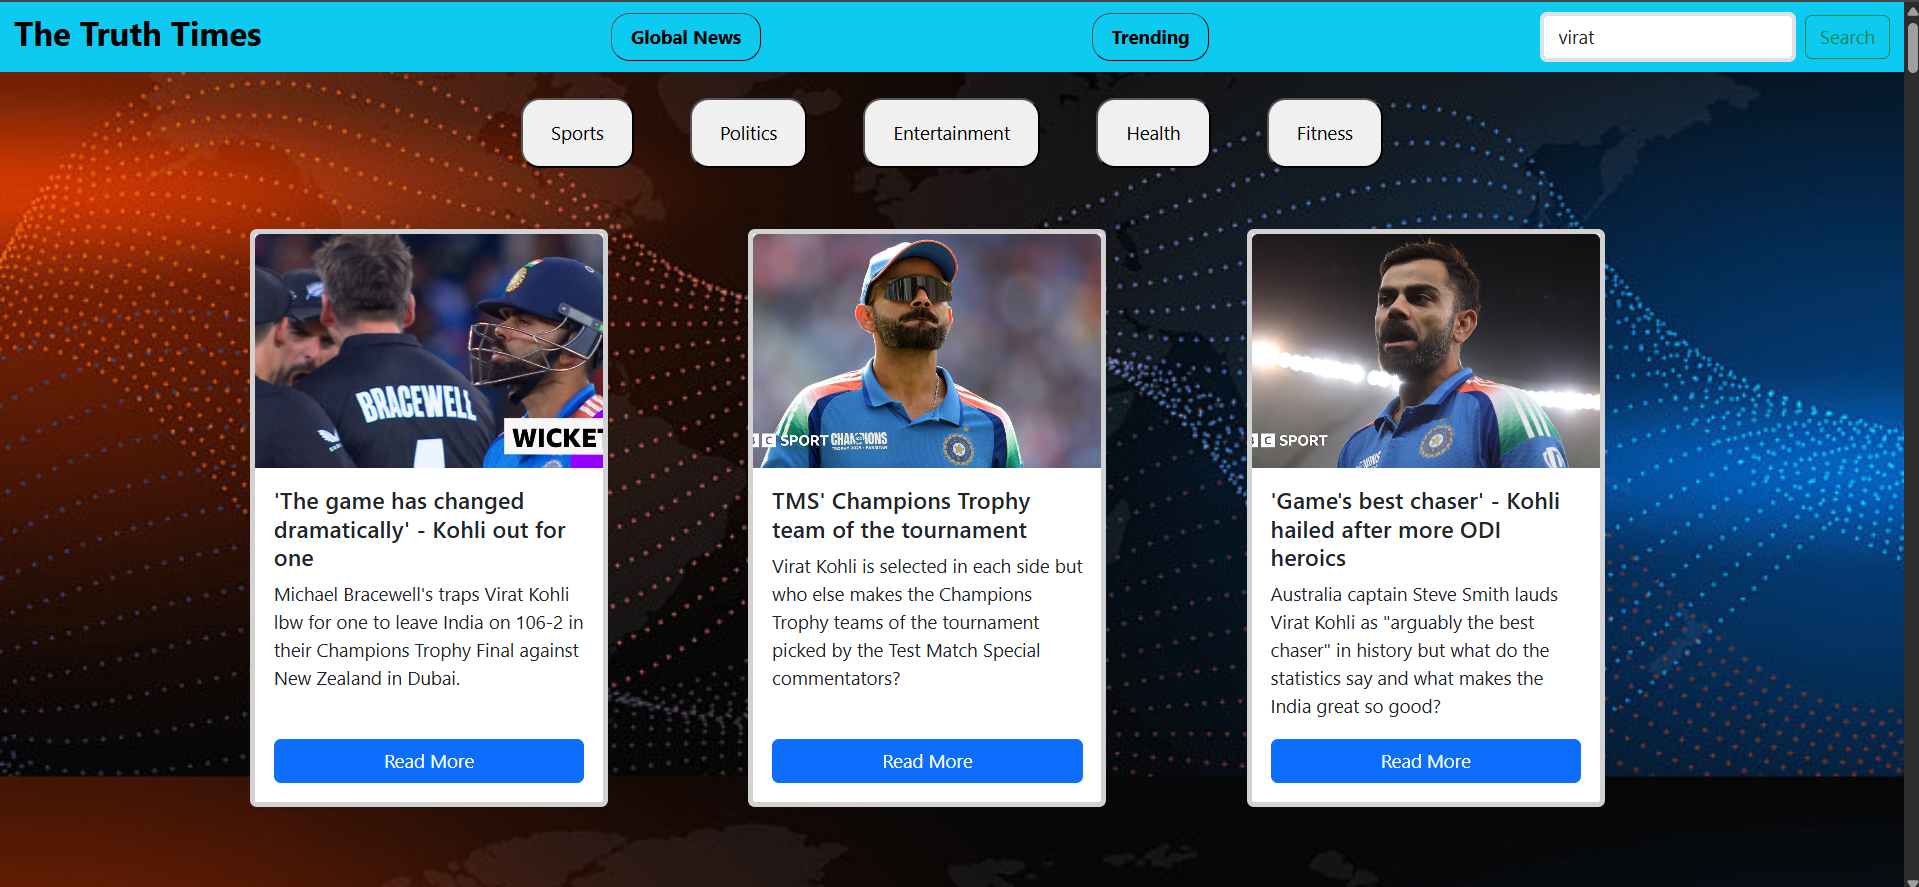 The Truth Times
Global News
Trending
virat
Search
Sports
Politics
Entertainment
Health
Fitness
BRACEWELL
WICKE
'The game has changed
dramatically' - Kohli out for
one
Michael Bracewell's traps Virat Kohli
lbw for one to leave India on 106-2 in
their Champions Trophy Final against
New Zealand in Dubai.
Read More
C SPORT
CHAMPIONS
TMS' Champions Trophy
team of the tournament
Virat Kohli is selected in each side but
who else makes the Champions
Trophy teams of the tournament
picked by the Test Match Special
commentators?
Read More
C SPORT
'Game's best chaser' - Kohli
hailed after more ODI
heroics
Australia captain Steve Smith lauds
Virat Kohli as "arguably the best
chaser" in history but what do the
statistics say and what makes the
India great so good?
Read More